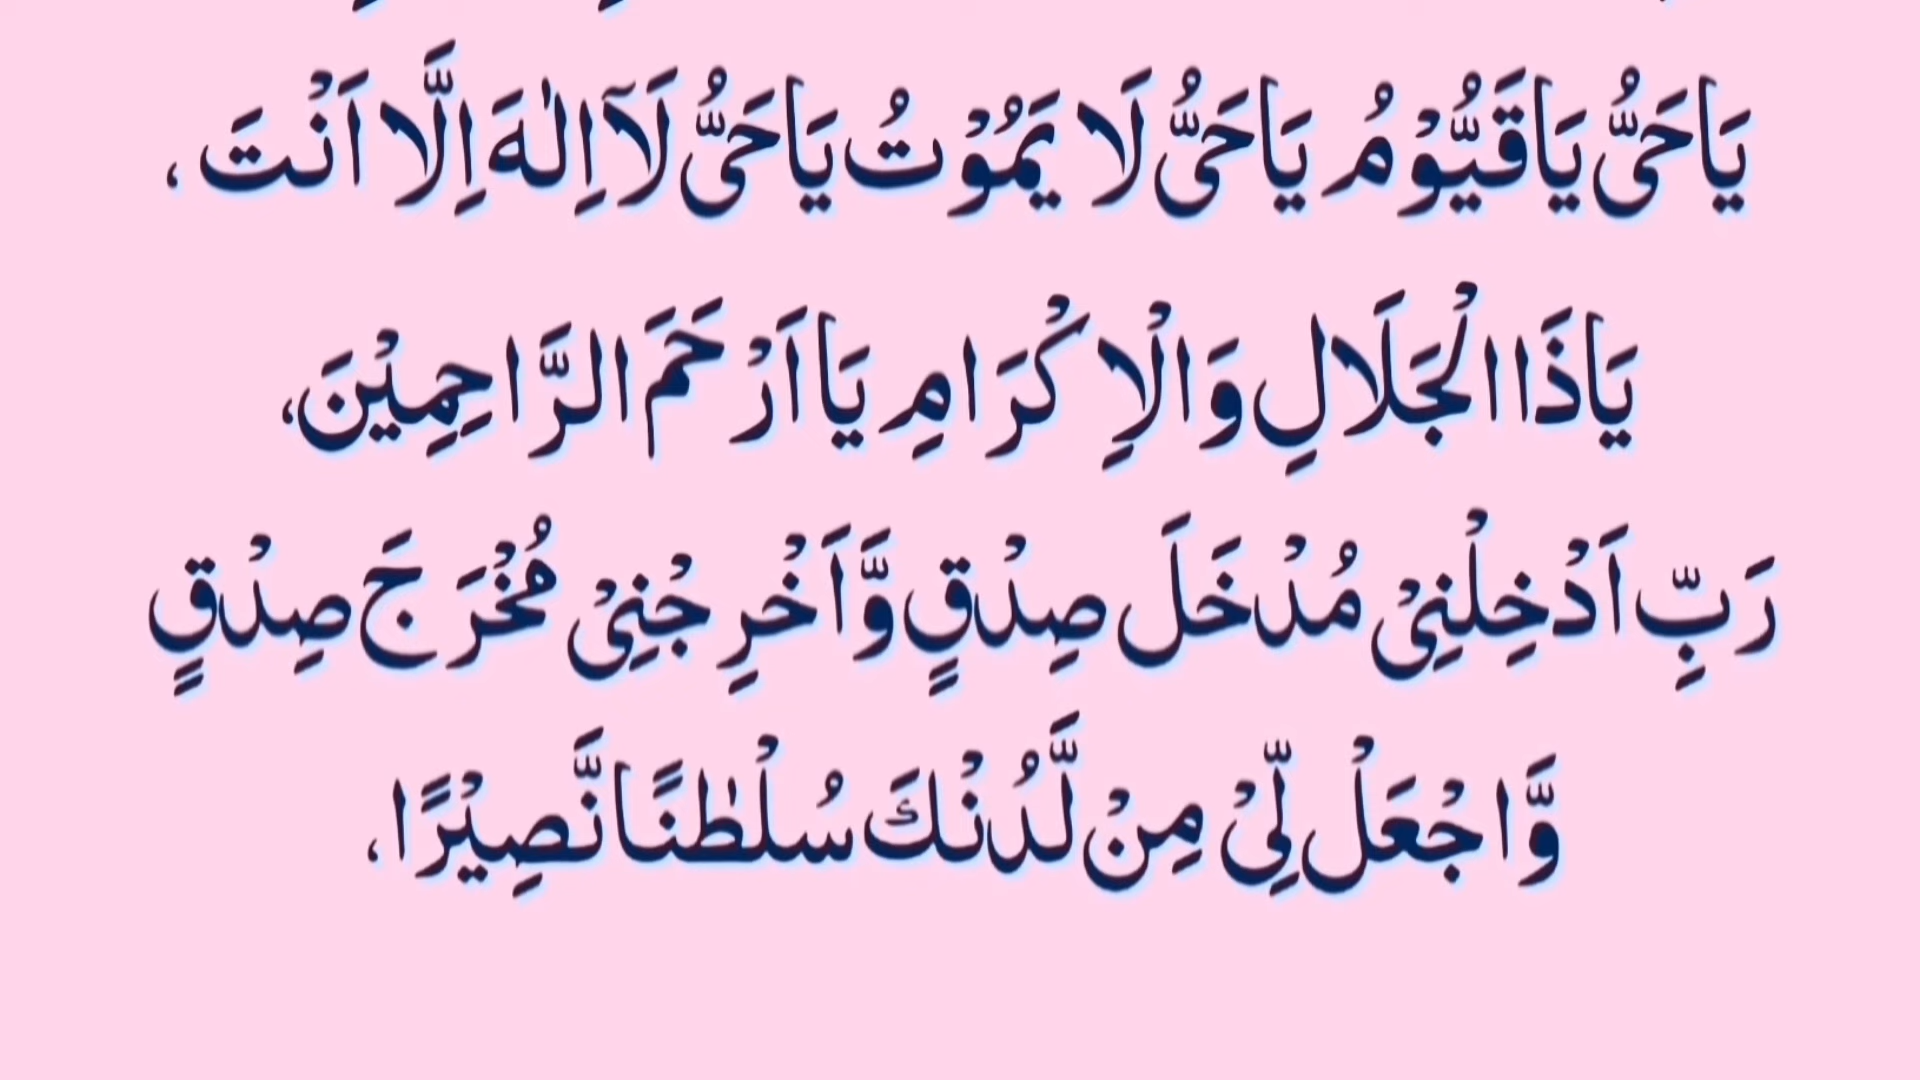 يَاحَيُّ يَاقَيُّوْمُ يَاحَيُّ لَا يَمُوْتُ يَاحَيُّ لَآ اِلٰهَ اِلَّا اَنْتَ ،
يَاذَا الْجَلَالِ وَالْاِكْرَامِ يَا اَرْحَمَ الرَّاحِمِيْنَ،
رَبِّ اَدْخِلْنِيْ مُدْخَلَ صِدْقٍ وَّاَخْرِجْنِيْ مُخْرَجَ صِدْقٍ
وَّاجْعَلْ لِّيْ مِنْ لَّدُنْكَ سُلْطٰنًا نَّصِيْرًا،